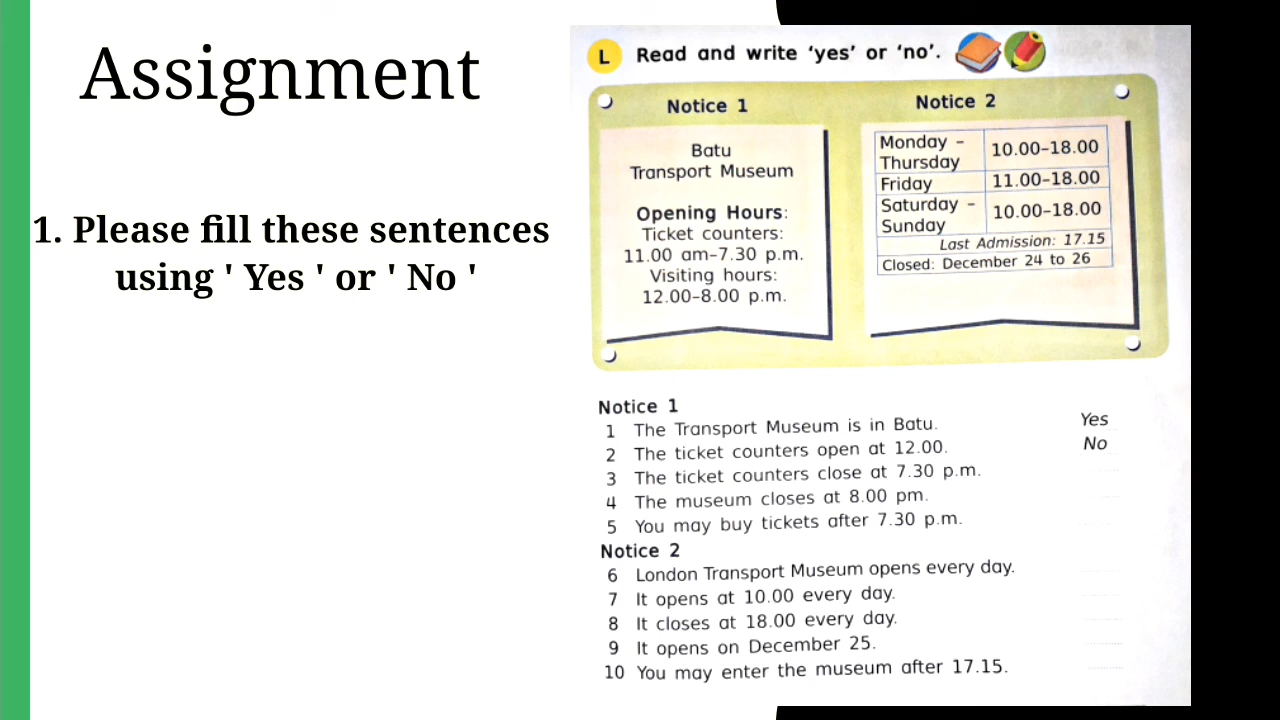 Assignment
1. Please fill these sentences
using ' Yes ' or ' No '
L Read and write ‘yes’ or ‘no’.
Notice 1
Batu
Transport Museum
Opening Hours:
Ticket counters:
11.00 am–7.30 p.m.
Visiting hours:
12.00–8.00 p.m.
Notice 2
Monday – Thursday 10.00–18.00
Friday 11.00–18.00
Saturday – Sunday 10.00–18.00
Last Admission: 17.15
Closed: December 24 to 26
Notice 1
1 The Transport Museum is in Batu. Yes
2 The ticket counters open at 12.00. No
3 The ticket counters close at 7.30 p.m.
4 The museum closes at 8.00 pm.
5 You may buy tickets after 7.30 p.m.
Notice 2
6 London Transport Museum opens every day.
7 It opens at 10.00 every day.
8 It closes at 18.00 every day.
9 It opens on December 25.
10 You may enter the museum after 17.15.